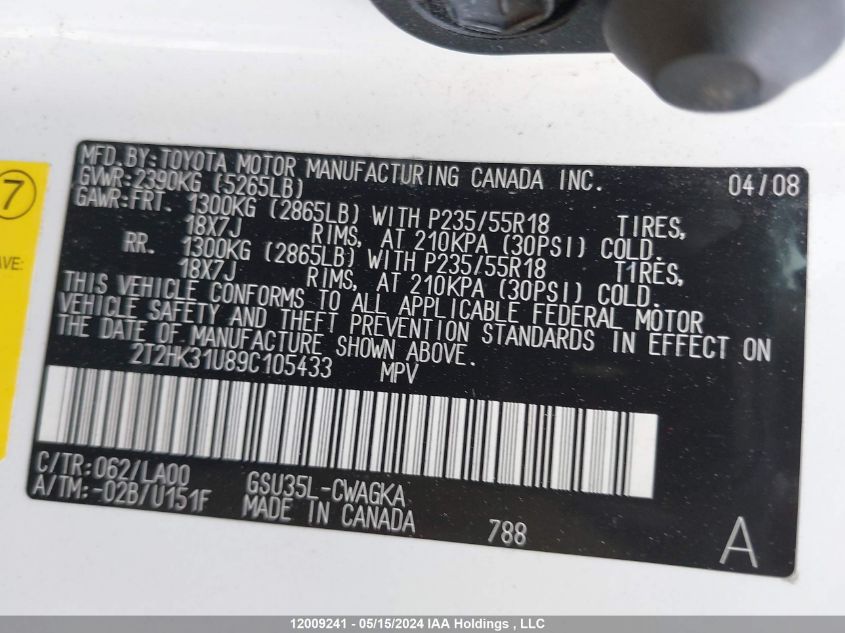 7
AVE:
MFD.BY:TOYOTA MOTOR MANUFACTURING CANADA INC. 04/08
GVWR:2390KG (5265LB)
GAWR:FRT. 1300KG (2865LB) WITH P235/55R18 TIRES,
18X7J RIMS, AT 210KPA (30PSI) COLD.
RR. 1300KG (2865LB) WITH P235/55R18 TIRES,
18X7J RIMS, AT 210KPA (30PSI) COLD.
THIS VEHICLE CONFORMS TO ALL APPLICABLE FEDERAL MOTOR
VEHICLE SAFETY AND THEFT PREVENTION STANDARDS IN EFFECT ON
THE DATE OF MANUFACTURE SHOWN ABOVE.
2T2HK31U89C105433 MPV
C/TR:062/LA00 GSU35L-CWAGKA
A/TM:-02B/U151F MADE IN CANADA 788 A
12009241 - 05/15/2024 IAA Holdings , LLC